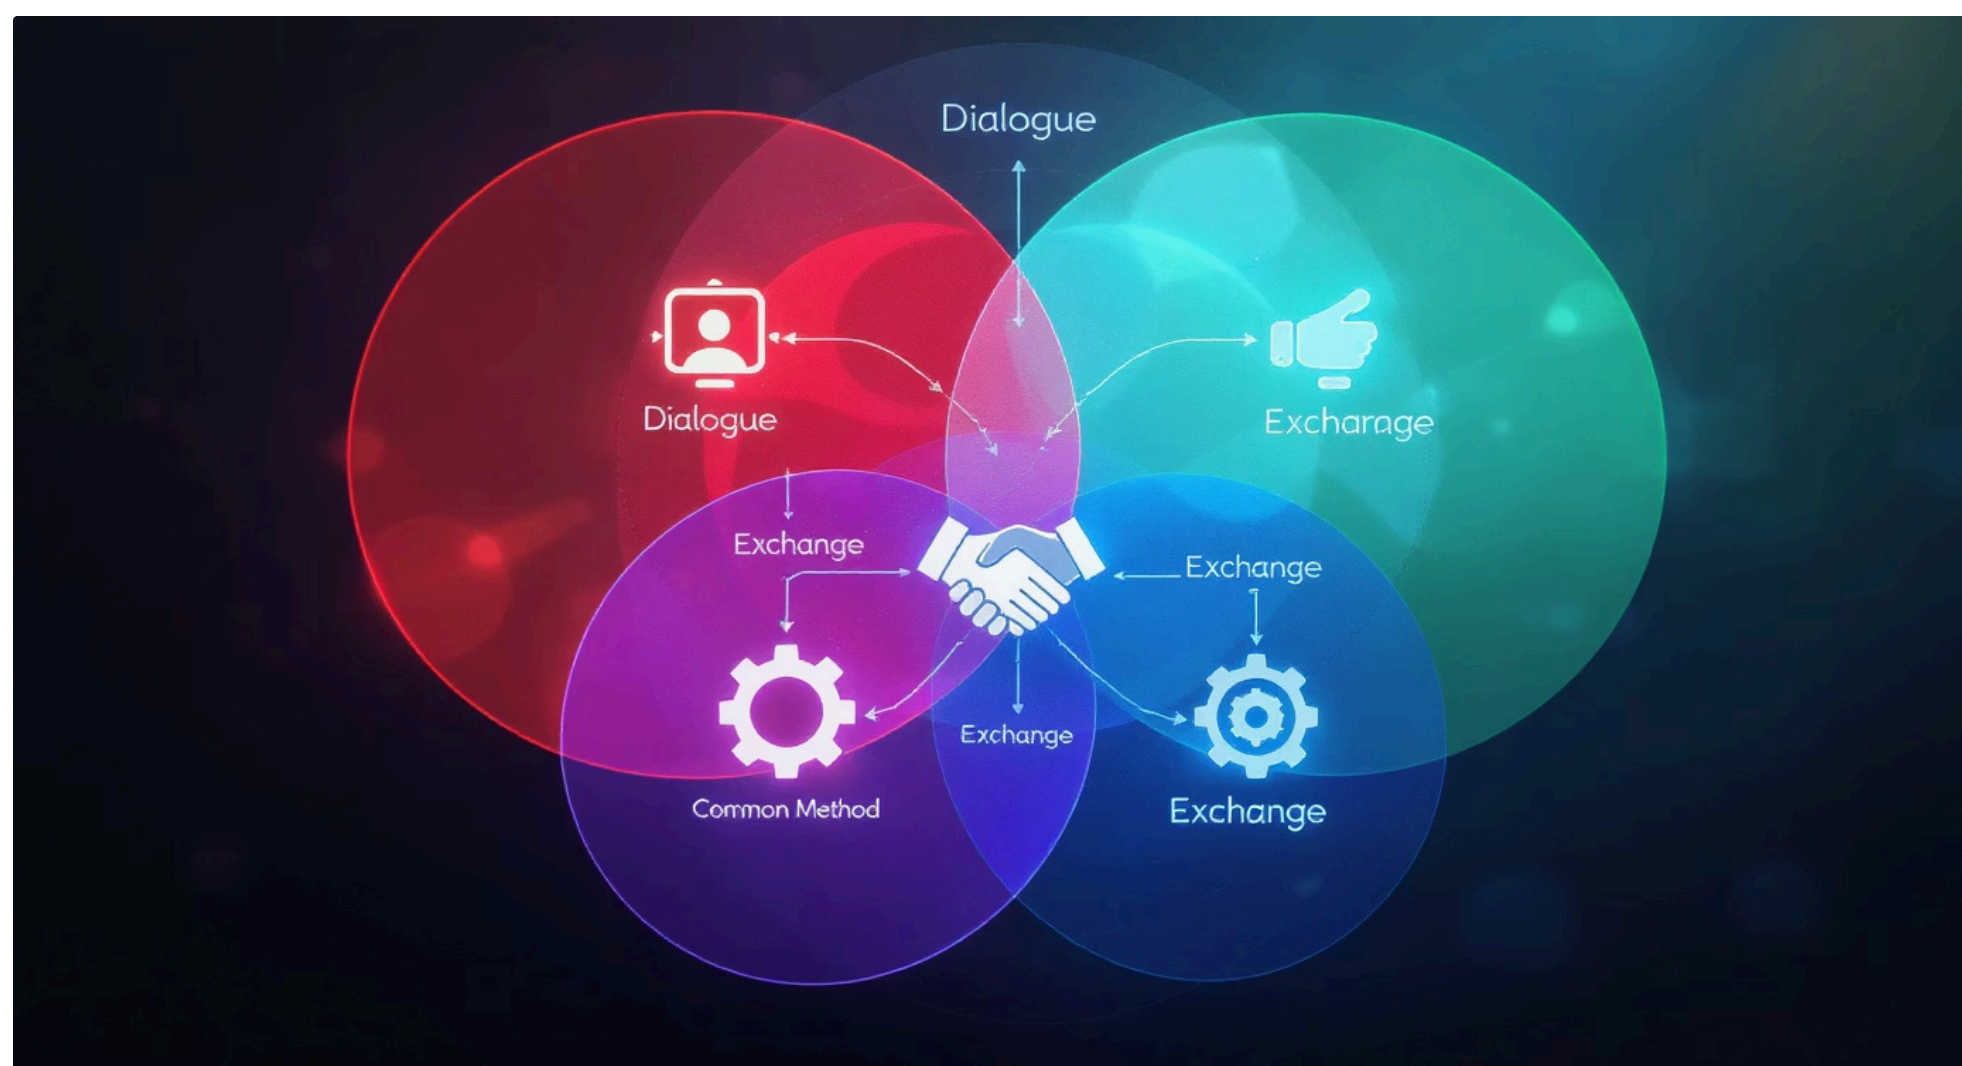 Dialogue
Dialogue
Excharage
Exchange
Exchange
Exchange
Common Method
Exchange